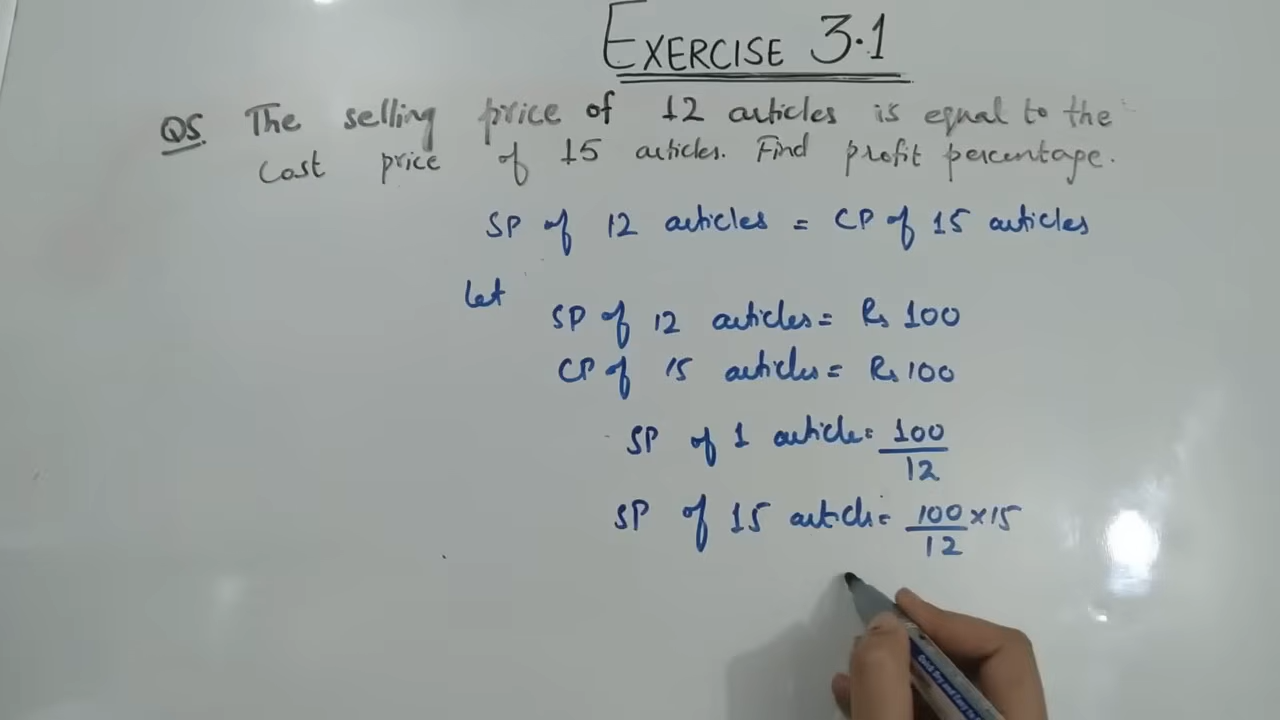 EXERCISE 3.1
Q5. The selling price of 12 articles is equal to the
cost price of 15 articles. Find profit percentage.
SP of 12 articles = CP of 15 articles
Let
SP of 12 articles = Rs 100
CP of 15 articles = Rs 100
SP of 1 article = 100/12
SP of 15 article = 100/12 × 15